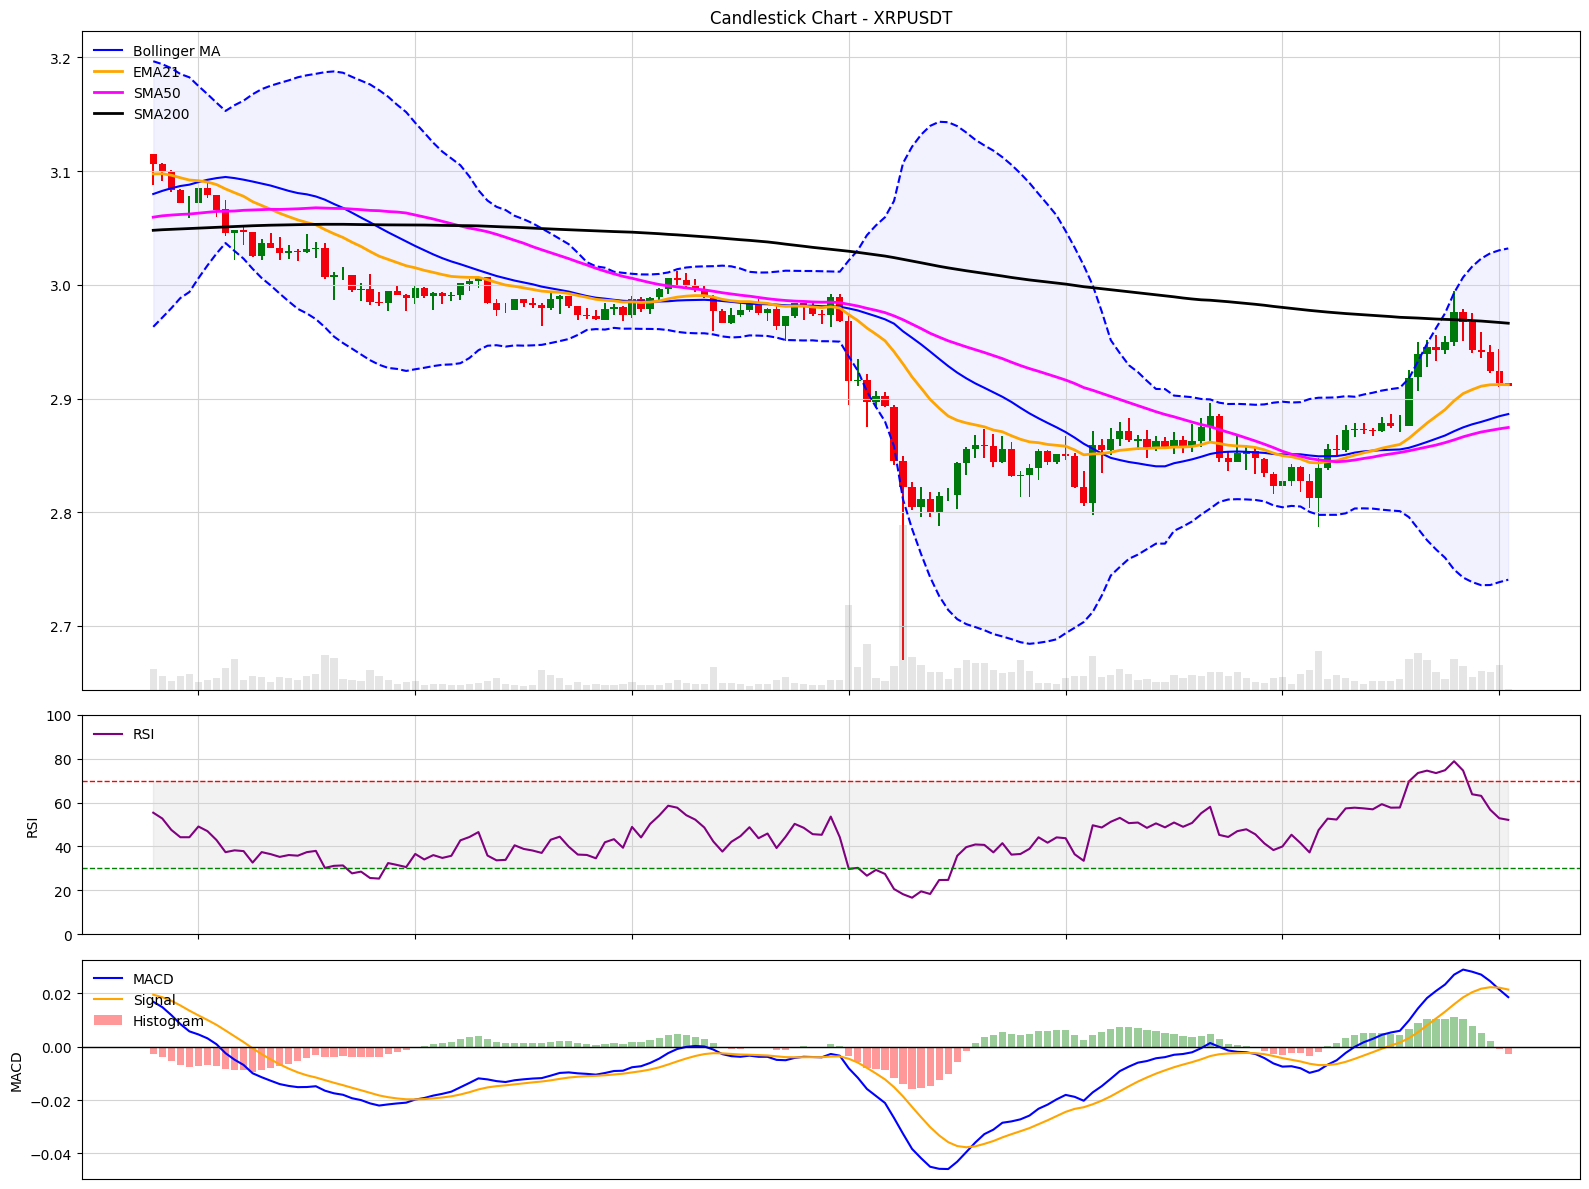 Candlestick Chart - XRPUSDT
Bollinger MA
EMA21
SMA50
SMA200
3.2
3.1
3.0
2.9
2.8
2.7
RSI
RSI
100
80
60
40
20
0
MACD
Signal
Histogram
MACD
0.02
0.00
−0.02
−0.04